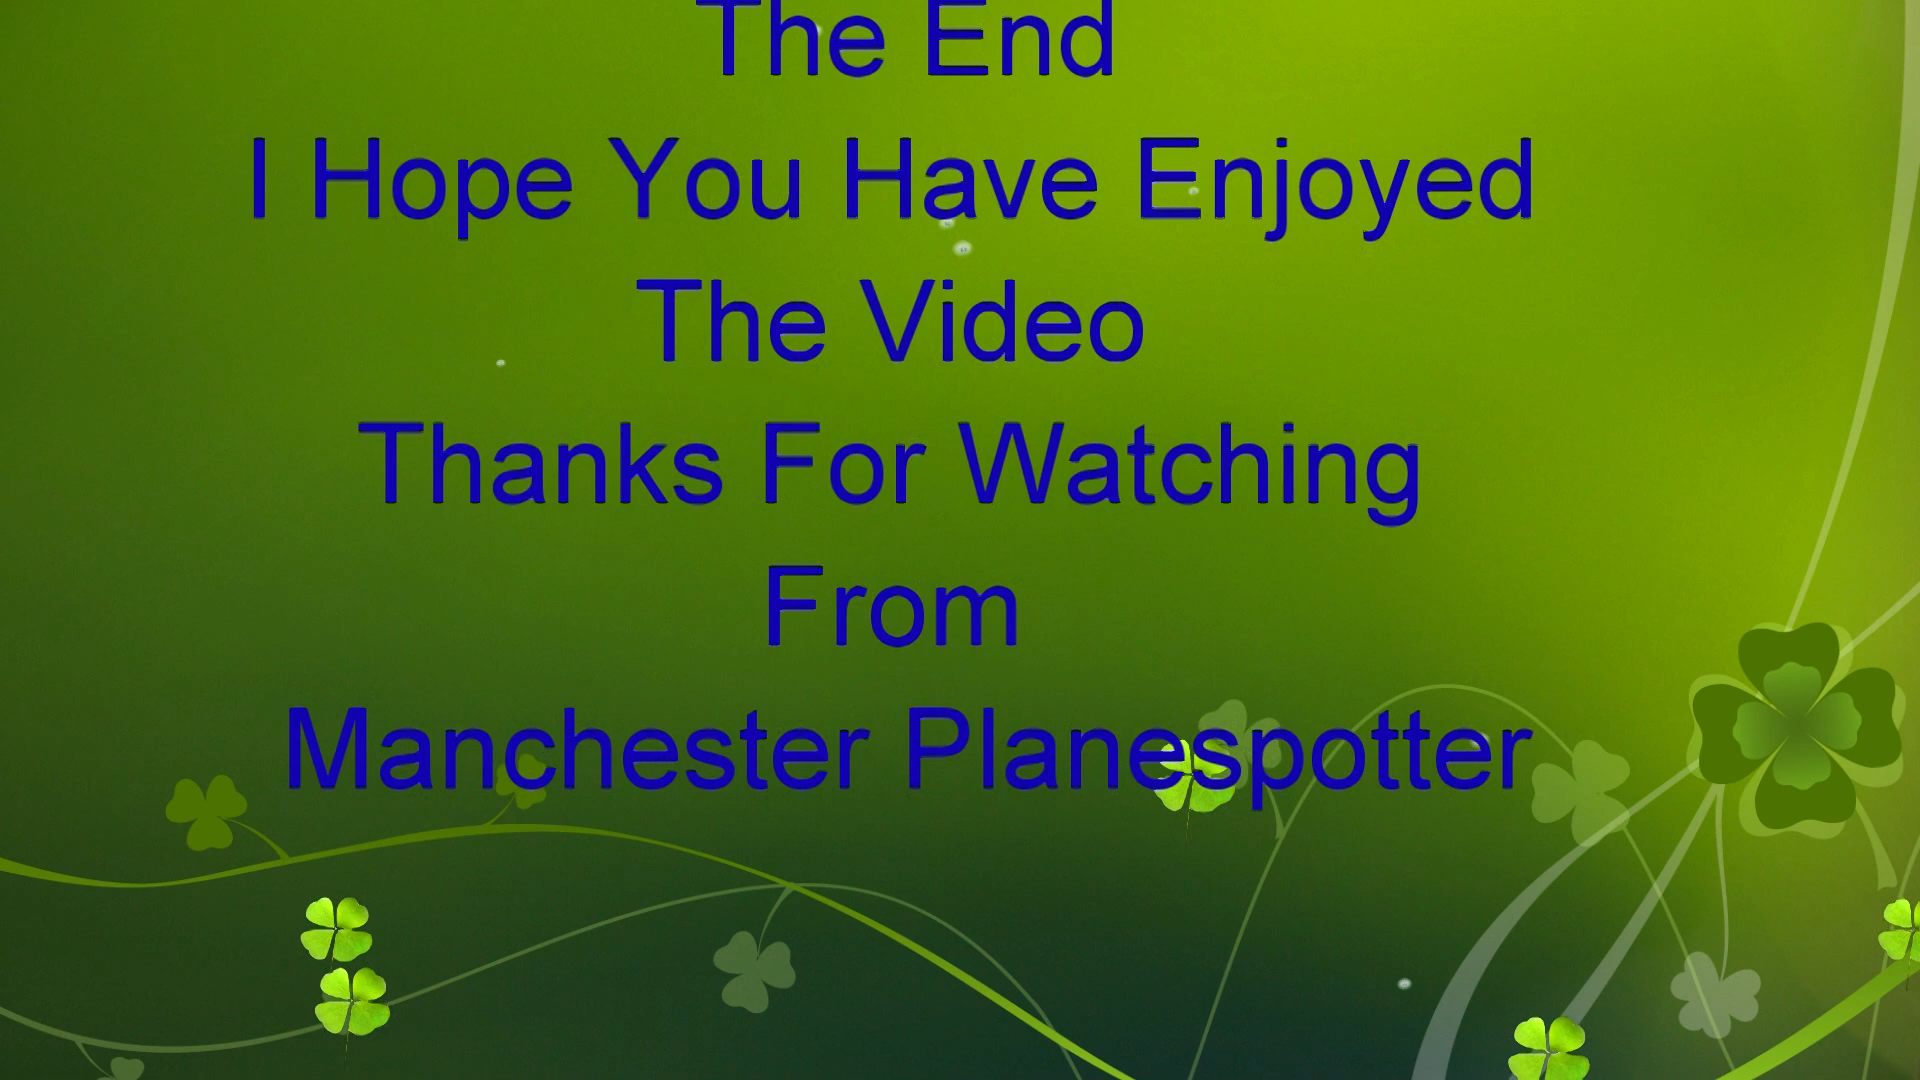 The End
I Hope You Have Enjoyed
The Video
Thanks For Watching
From
Manchester Planespotter